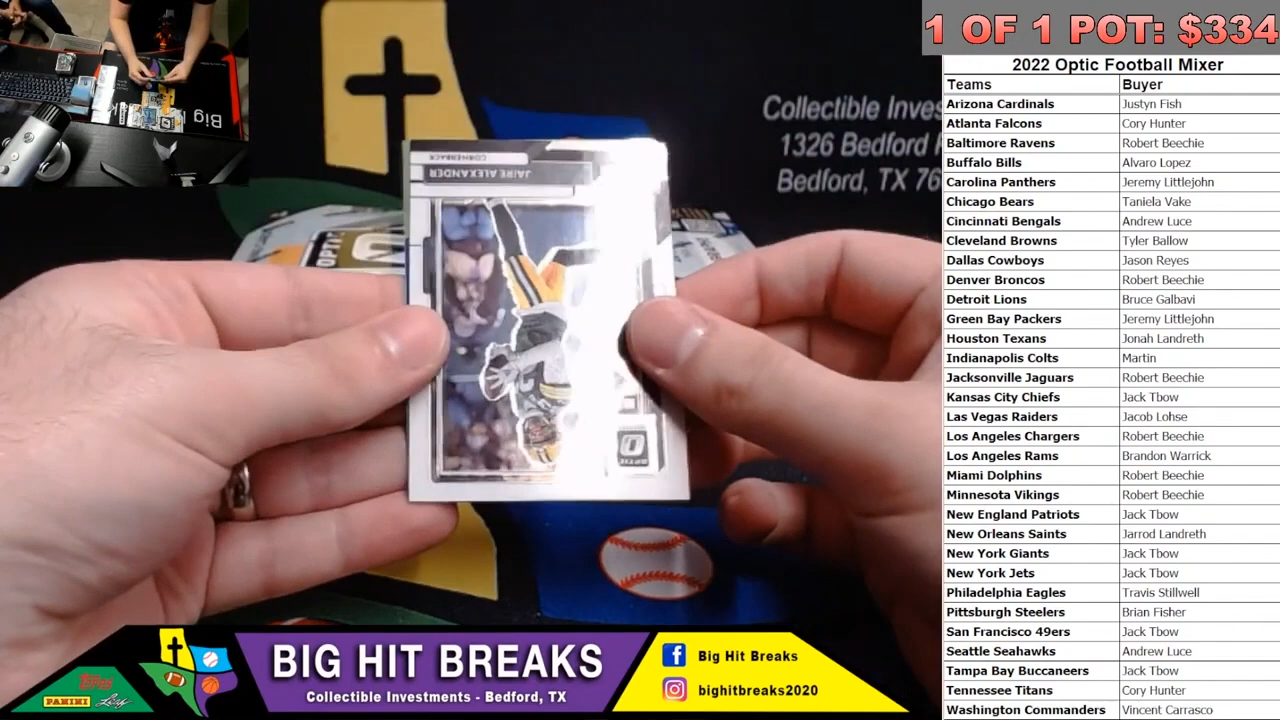 1 OF 1 POT: $334
2022 Optic Football Mixer
Teams Buyer
Arizona Cardinals Justyn Fish
Atlanta Falcons Cory Hunter
Baltimore Ravens Robert Beechie
Buffalo Bills Alvaro Lopez
Carolina Panthers Jeremy Littlejohn
Chicago Bears Taniela Vake
Cincinnati Bengals Andrew Luce
Cleveland Browns Tyler Ballow
Dallas Cowboys Jason Reyes
Denver Broncos Robert Beechie
Detroit Lions Bruce Galbavi
Green Bay Packers Jeremy Littlejohn
Houston Texans Jonah Landreth
Indianapolis Colts Martin
Jacksonville Jaguars Robert Beechie
Kansas City Chiefs Jack Tbow
Las Vegas Raiders Jacob Lohse
Los Angeles Chargers Robert Beechie
Los Angeles Rams Brandon Warrick
Miami Dolphins Robert Beechie
Minnesota Vikings Robert Beechie
New England Patriots Jack Tbow
New Orleans Saints Jarrod Landreth
New York Giants Jack Tbow
New York Jets Jack Tbow
Philadelphia Eagles Travis Stillwell
Pittsburgh Steelers Brian Fisher
San Francisco 49ers Jack Tbow
Seattle Seahawks Andrew Luce
Tampa Bay Buccaneers Jack Tbow
Tennessee Titans Cory Hunter
Washington Commanders Vincent Carrasco
Collectible Inves
1326 Bedford
Bedford, TX 76
CORNERBACK
JAIRE ALEXANDER
OPTIC
Big
BIG HIT BREAKS
Collectible Investments - Bedford, TX
Big Hit Breaks
bighitbreaks2020
Topps
PANINI
Leaf